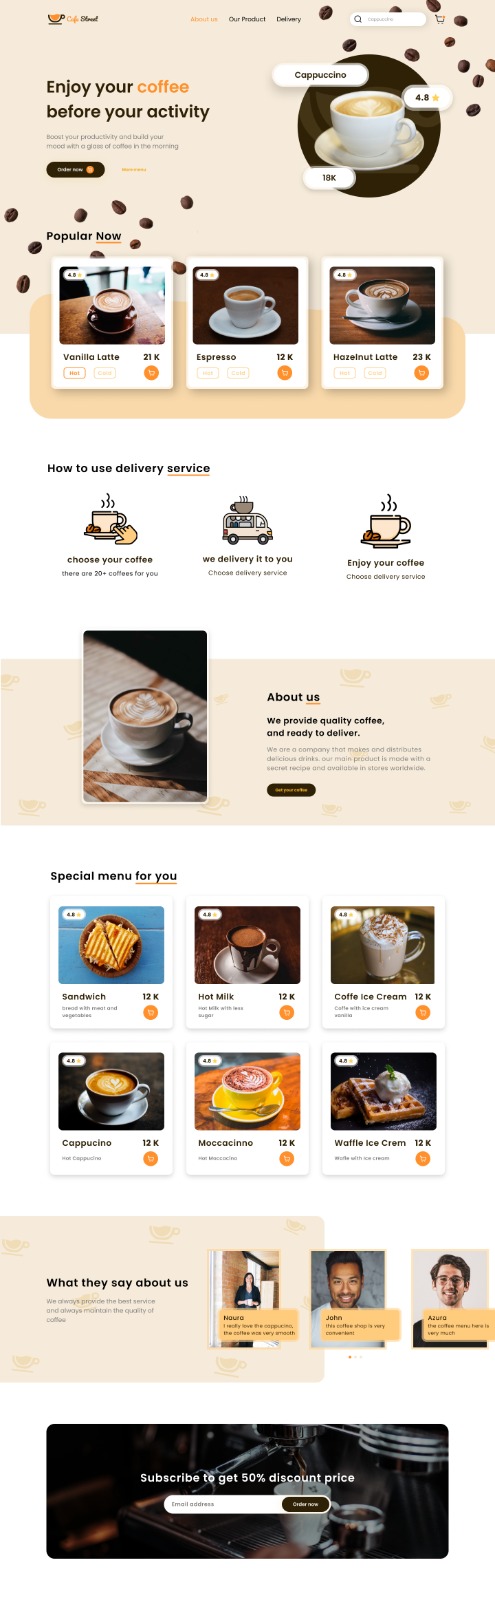 Cafe Street
About us
Our Product
Delivery
Cappuccino
Cappuccino
Enjoy your coffee
before your activity
4.8
Boost your productivity and build your
mood with a glass of coffee in the morning
Order now
More menu
18K
Popular Now
4.8
4.8
4.8
Vanilla Latte 21 K
Espresso 12 K
Hazelnut Latte 23 K
Hot Cold
Hot Cold
Hot Cold
How to use delivery service
choose your coffee
there are 20+ coffees for you
we delivery it to you
Choose delivery service
Enjoy your coffee
Choose delivery service
About us
We provide quality coffee,
and ready to deliver.
We are a company that makes and distributes
delicious drinks. our main product is made with a
secret recipe and available in stores worldwide.
Get your coffee
Special menu for you
4.8
4.8
4.8
Sandwich 12 K
bread with meat and
vegetables
Hot Milk 12 K
Hot Milk with less
sugar
Coffe Ice Cream 12 K
Coffe with ice cream
vanilla
4.8
4.8
4.8
Cappucino 12 K
Hot Cappucino
Moccacinno 12 K
Hot Moccacino
Waffle Ice Crem 12 K
Waffle with ice cream
What they say about us
We always provide the best service
and always maintain the quality of
coffee
Naura
I really love the cappucino,
the coffee was very smooth
John
this coffee shop is very
convenient
Azura
the coffee menu here is
very much
Subscribe to get 50% discount price
Email address
Order now